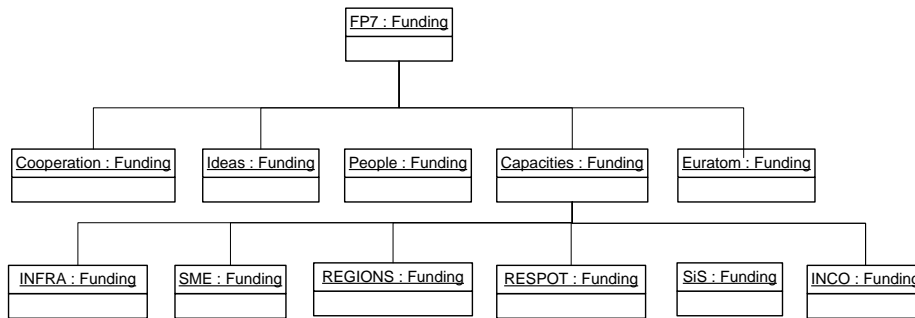 FP7 : Funding
Cooperation : Funding
Ideas : Funding
People : Funding
Capacities : Funding
Euratom : Funding
INFRA : Funding
SME : Funding
REGIONS : Funding
RESPOT : Funding
SiS : Funding
INCO : Funding